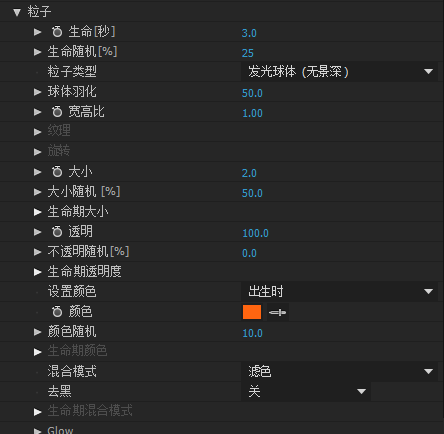 粒子
生命[秒] 3.0
生命随机[%] 25
粒子类型 发光球体 (无景深)
球体羽化 50.0
宽高比 1.00
纹理
旋转
大小 2.0
大小随机 [%] 50.0
生命期大小
透明 100.0
不透明随机[%] 0.0
生命期透明度
设置颜色 出生时
颜色
颜色随机 10.0
生命期颜色
混合模式 滤色
去黑 关
生命期混合模式
Glow